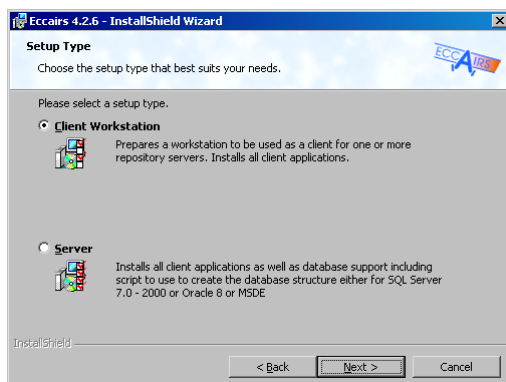 Eccairs 4.2.6 - InstallShield Wizard
Setup Type
Choose the setup type that best suits your needs.
ECCAIRS
Please select a setup type.
Client Workstation
Prepares a workstation to be used as a client for one or more
repository servers. Installs all client applications.
Server
Installs all client applications as well as database support including
script to use to create the database structure either for SQL Server
7.0 - 2000 or Oracle 8 or MSDE
InstallShield
< Back
Next >
Cancel